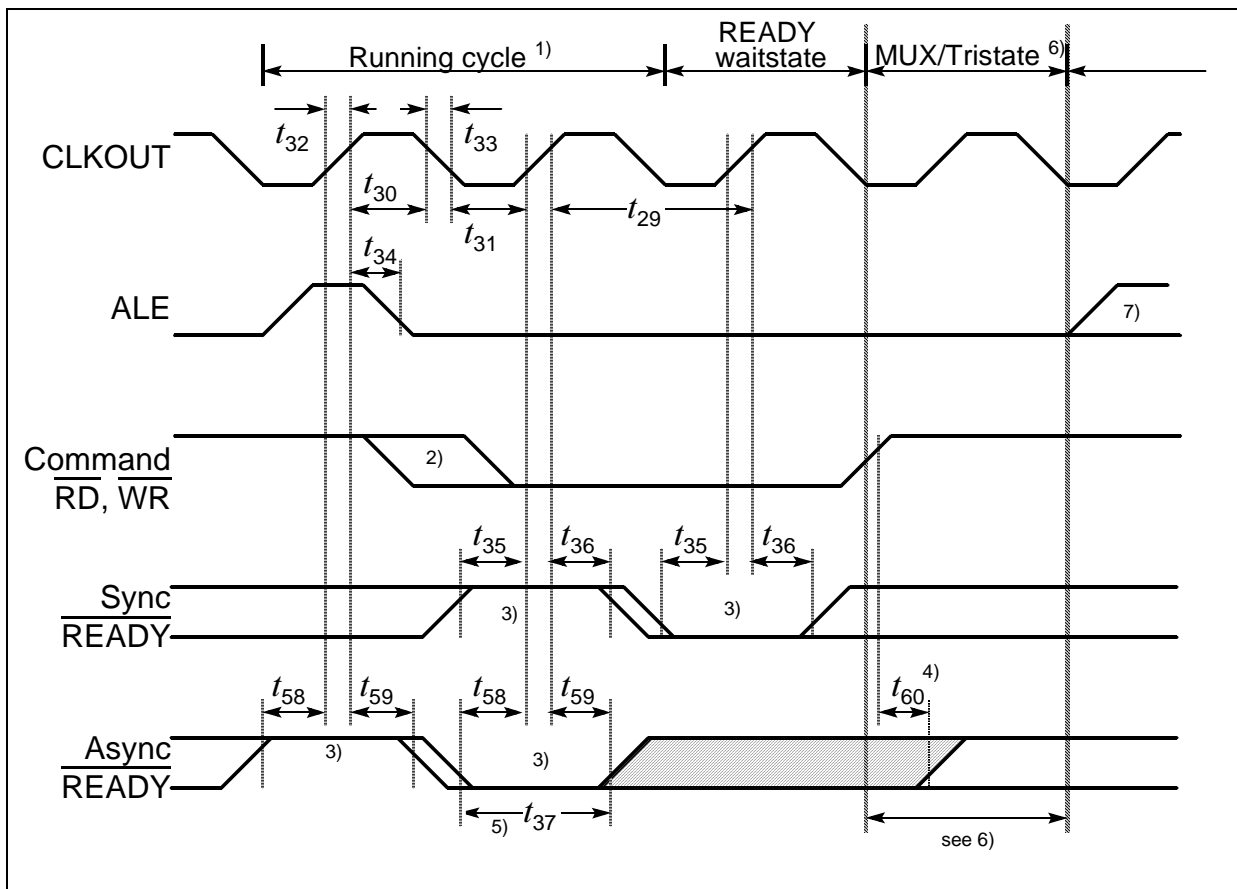 READY
Running cycle 1) waitstate MUX/Tristate 6)
t32 t33
CLKOUT
t30 t29
t31
t34
ALE 7)
Command 2)
RD, WR
t35 t36 t35 t36
Sync
READY 3) 3)
t58 t59 t58 t59 t60 4)
Async 3) 3)
READY
5) t37
see 6)